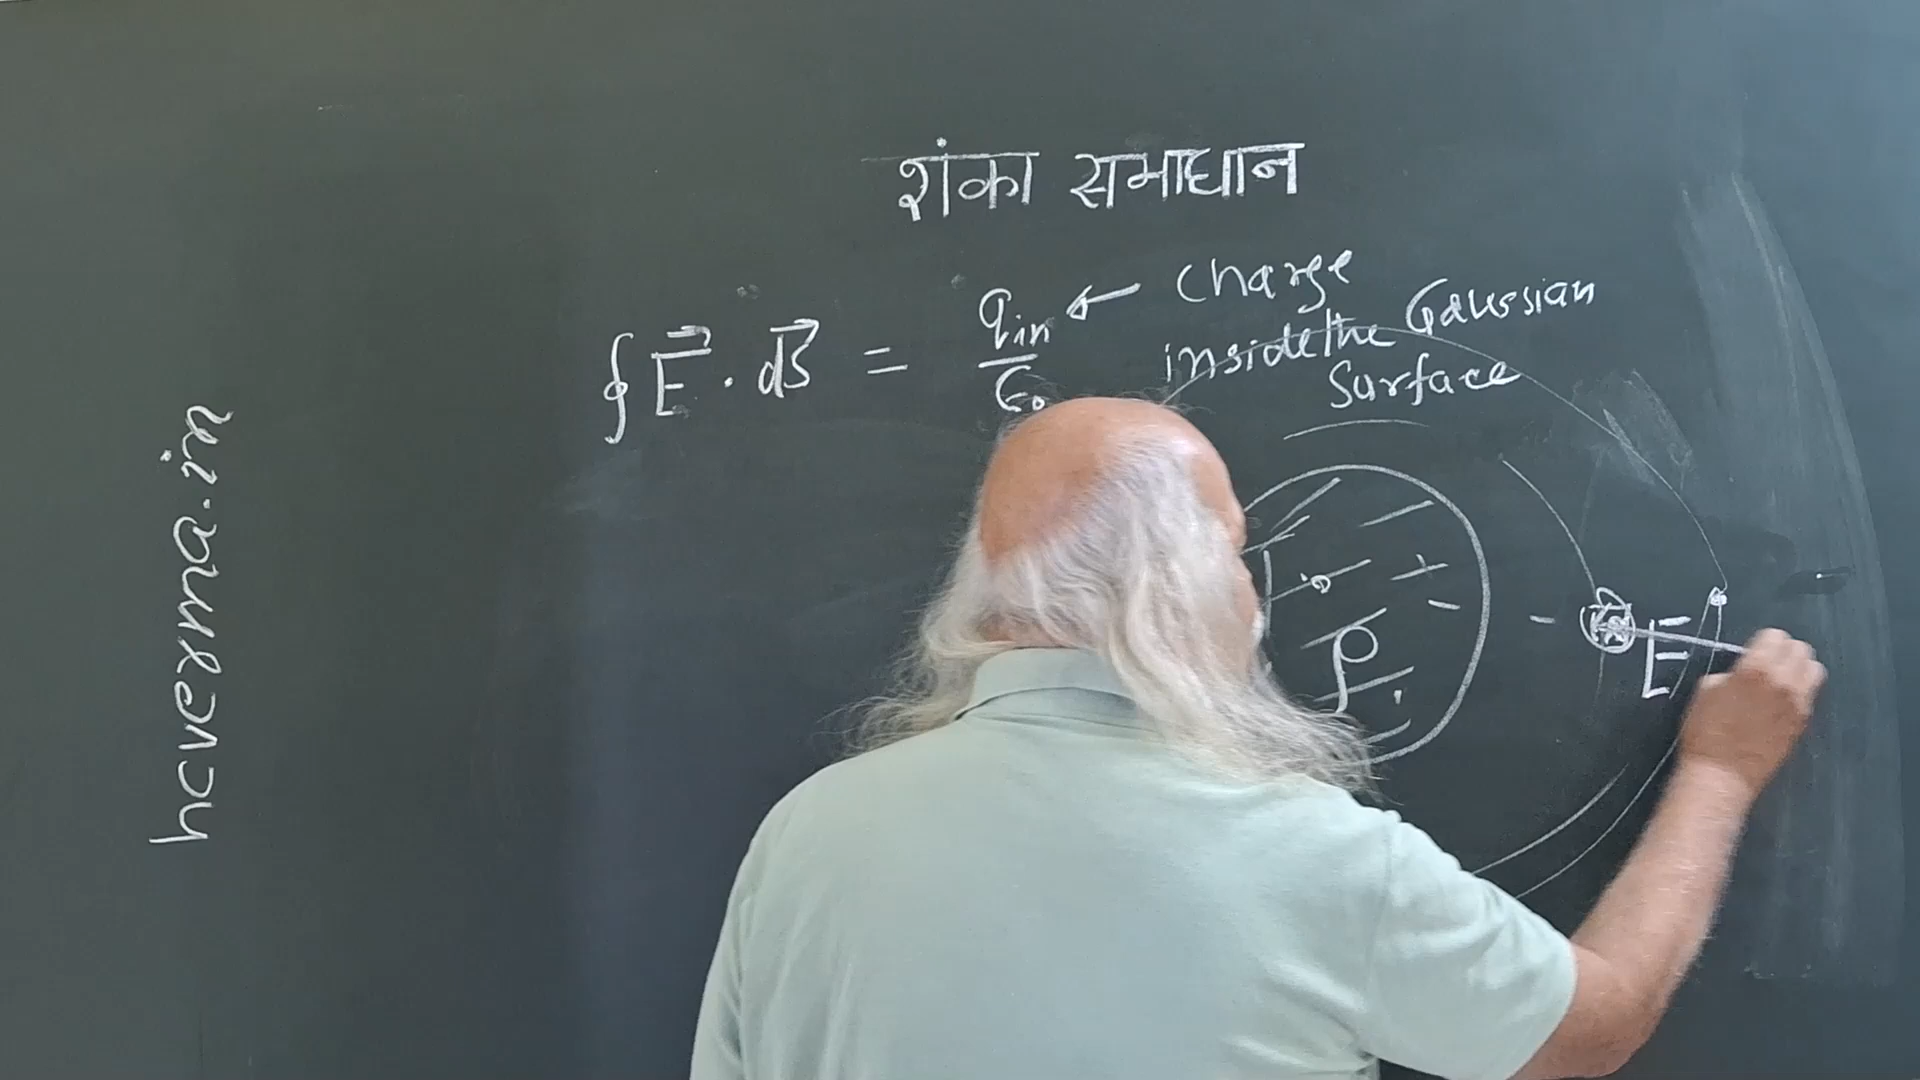 शंका समाधान
∮ E⃗ . dS⃗ = q_in / ϵ₀ ← Charge
inside the Gaussian
Surface
ρ
E
hcverma.in